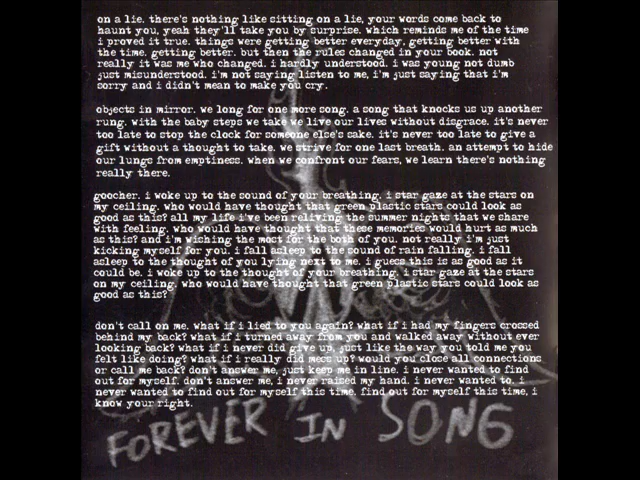 on a lie. there's nothing like sitting on a lie, your words come back to
haunt you, yeah they'll take you by surprise. which reminds me of the time
i proved it true. things were getting better everyday, getting better with
the time, getting better. but then the rules changed in your book. not
really it was me who changed. i hardly understood. i was young not dumb
just misunderstood. i'm not saying listen to me, i'm just saying that i'm
sorry and i didn't mean to make you cry.
objects in mirror. we long for one more song. a song that knocks us up another
rung. with the baby steps we take we live our lives without disgrace. it's never
too late to stop the clock for someone else's sake. it's never too late to give a
gift without a thought to take. we strive for one last breath. an attempt to hide
our lungs from emptiness. when we confront our fears, we learn there's nothing
really there.
goocher. i woke up to the sound of your breathing. i star gaze at the stars on
my ceiling. who would have thought that green plastic stars could look as
good as this? all my life i've been reliving the summer nights that we share
with feeling. who would have thought that these memories would hurt as much
as this? and i'm wishing the most for the both of you. not really i'm just
kicking myself for you. i fall asleep to the sound of rain falling. i fall
asleep to the thought of you lying next to me. i guess this is as good as it
could be. i woke up to the thought of your breathing. i star gaze at the stars
on my ceiling. who would have thought that green plastic stars could look as
good as this?
don't call on me. what if i lied to you again? what if i had my fingers crossed
behind my back? what if i turned away from you and walked away without ever
looking back? what if i never did give up, just like the way you told me you
felt like doing? what if i really did mess up? would you close all connections
or call me back? don't answer me, just keep me in line. i never wanted to find
out for myself. don't answer me, i never raised my hand. i never wanted to. i
never wanted to find out for myself this time. find out for myself this time, i
know your right.
FOREVER IN SONG